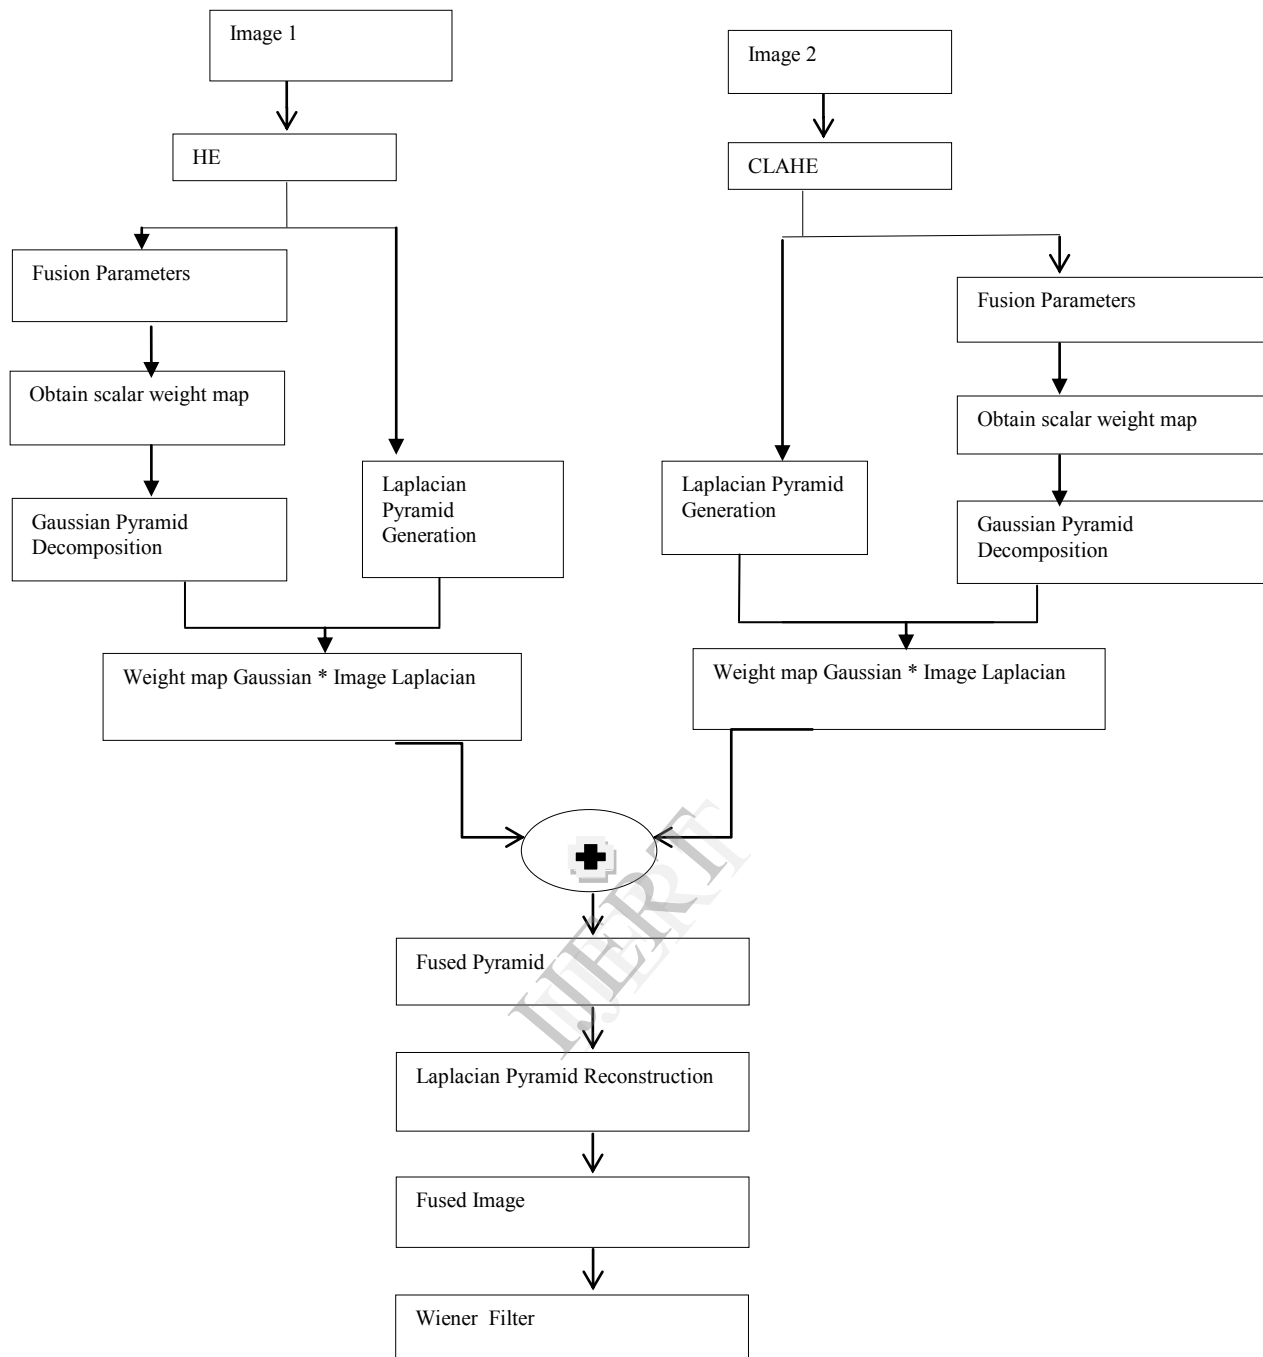 Image 1
Image 2
HE
CLAHE
Fusion Parameters
Fusion Parameters
Obtain scalar weight map
Obtain scalar weight map
Laplacian
Pyramid
Generation
Laplacian Pyramid
Generation
Gaussian Pyramid
Decomposition
Gaussian Pyramid
Decomposition
Weight map Gaussian * Image Laplacian
Weight map Gaussian * Image Laplacian
IJERT
Fused Pyramid
Laplacian Pyramid Reconstruction
Fused Image
Wiener Filter